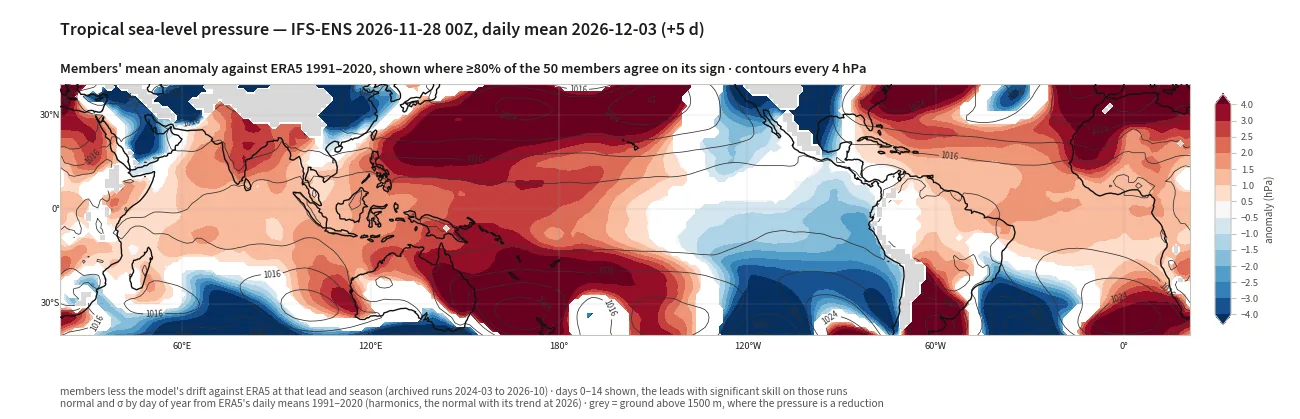 Tropical sea-level pressure — IFS-ENS 2026-11-28 00Z, daily mean 2026-12-03 (+5 d)
Members' mean anomaly against ERA5 1991–2020, shown where ≥80% of the 50 members agree on its sign · contours every 4 hPa
30°N
0°
30°S
60°E
120°E
180°
120°W
60°W
0°
1016
1016
1016
1016
1016
1016
1016
1016
1024
4.0
3.0
2.5
2.0
1.5
1.0
0.5
−0.5
−1.0
−1.5
−2.0
−2.5
−3.0
−4.0
anomaly (hPa)
members less the model's drift against ERA5 at that lead and season (archived runs 2024-03 to 2026-10) · days 0–14 shown, the leads with significant skill on those runs
normal and σ by day of year from ERA5's daily means 1991–2020 (harmonics, the normal with its trend at 2026) · grey = ground above 1500 m, where the pressure is a reduction